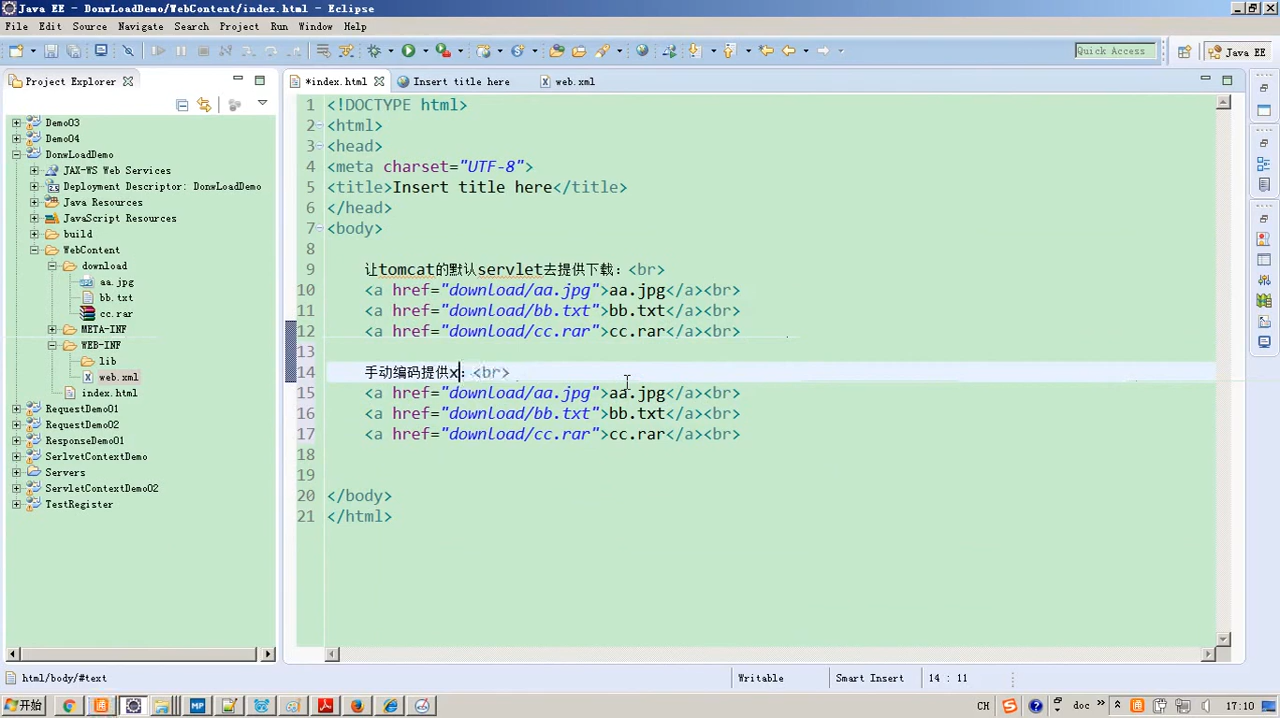 Java EE - DonwLoadDemo/WebContent/index.html - Eclipse
File Edit Source Navigate Search Project Run Window Help
Quick Access Java EE
Project Explorer
*index.html Insert title here web.xml
Demo03
Demo04
DonwLoadDemo
JAX-WS Web Services
Deployment Descriptor: DonwLoadDemo
Java Resources
JavaScript Resources
build
WebContent
download
aa.jpg
bb.txt
cc.rar
META-INF
WEB-INF
lib
web.xml
index.html
RequestDemo01
RequestDemo02
ResponseDemo01
SerlvetContextDemo
Servers
ServletContextDemo02
TestRegister
1 <!DOCTYPE html>
2 <html>
3 <head>
4 <meta charset="UTF-8">
5 <title>Insert title here</title>
6 </head>
7 <body>
8
9 让tomcat的默认servlet去提供下载：<br>
10 <a href="download/aa.jpg">aa.jpg</a><br>
11 <a href="download/bb.txt">bb.txt</a><br>
12 <a href="download/cc.rar">cc.rar</a><br>
13
14 手动编码提供x：<br>
15 <a href="download/aa.jpg">aa.jpg</a><br>
16 <a href="download/bb.txt">bb.txt</a><br>
17 <a href="download/cc.rar">cc.rar</a><br>
18
19
20 </body>
21 </html>
html/body/#text Writable Smart Insert 14 : 11
开始 MP CH doc 17:10